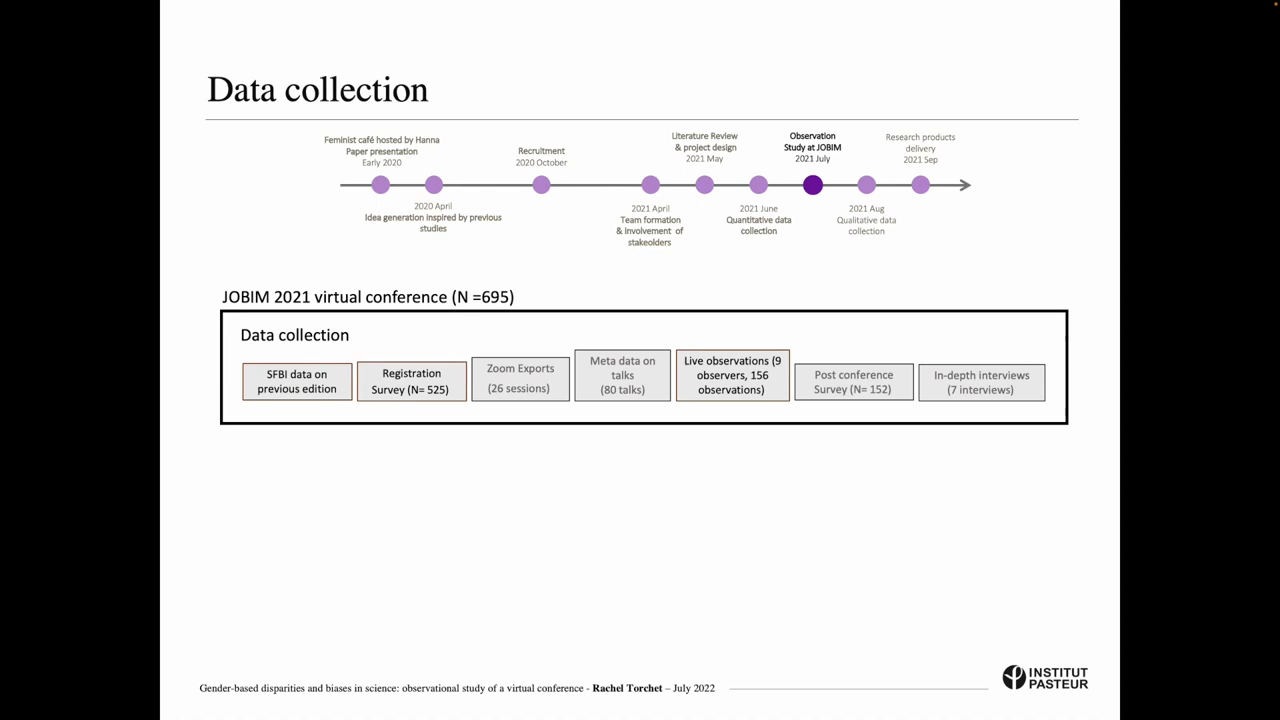 Data collection
Feminist café hosted by Hanna
Paper presentation
Early 2020
2020 April
Idea generation inspired by previous
studies
Recruitment
2020 October
2021 April
Team formation
& involvement of
stakeolders
Literature Review
& project design
2021 May
2021 June
Quantitative data
collection
Observation
Study at JOBIM
2021 July
2021 Aug
Qualitative data
collection
Research products
delivery
2021 Sep
JOBIM 2021 virtual conference (N =695)
Data collection
SFBI data on
previous edition
Registration
Survey (N= 525)
Zoom Exports
(26 sessions)
Meta data on
talks
(80 talks)
Live observations (9
observers, 156
observations)
Post conference
Survey (N= 152)
In-depth interviews
(7 interviews)
Gender-based disparities and biases in science: observational study of a virtual conference - Rachel Torchet – July 2022
INSTITUT
PASTEUR